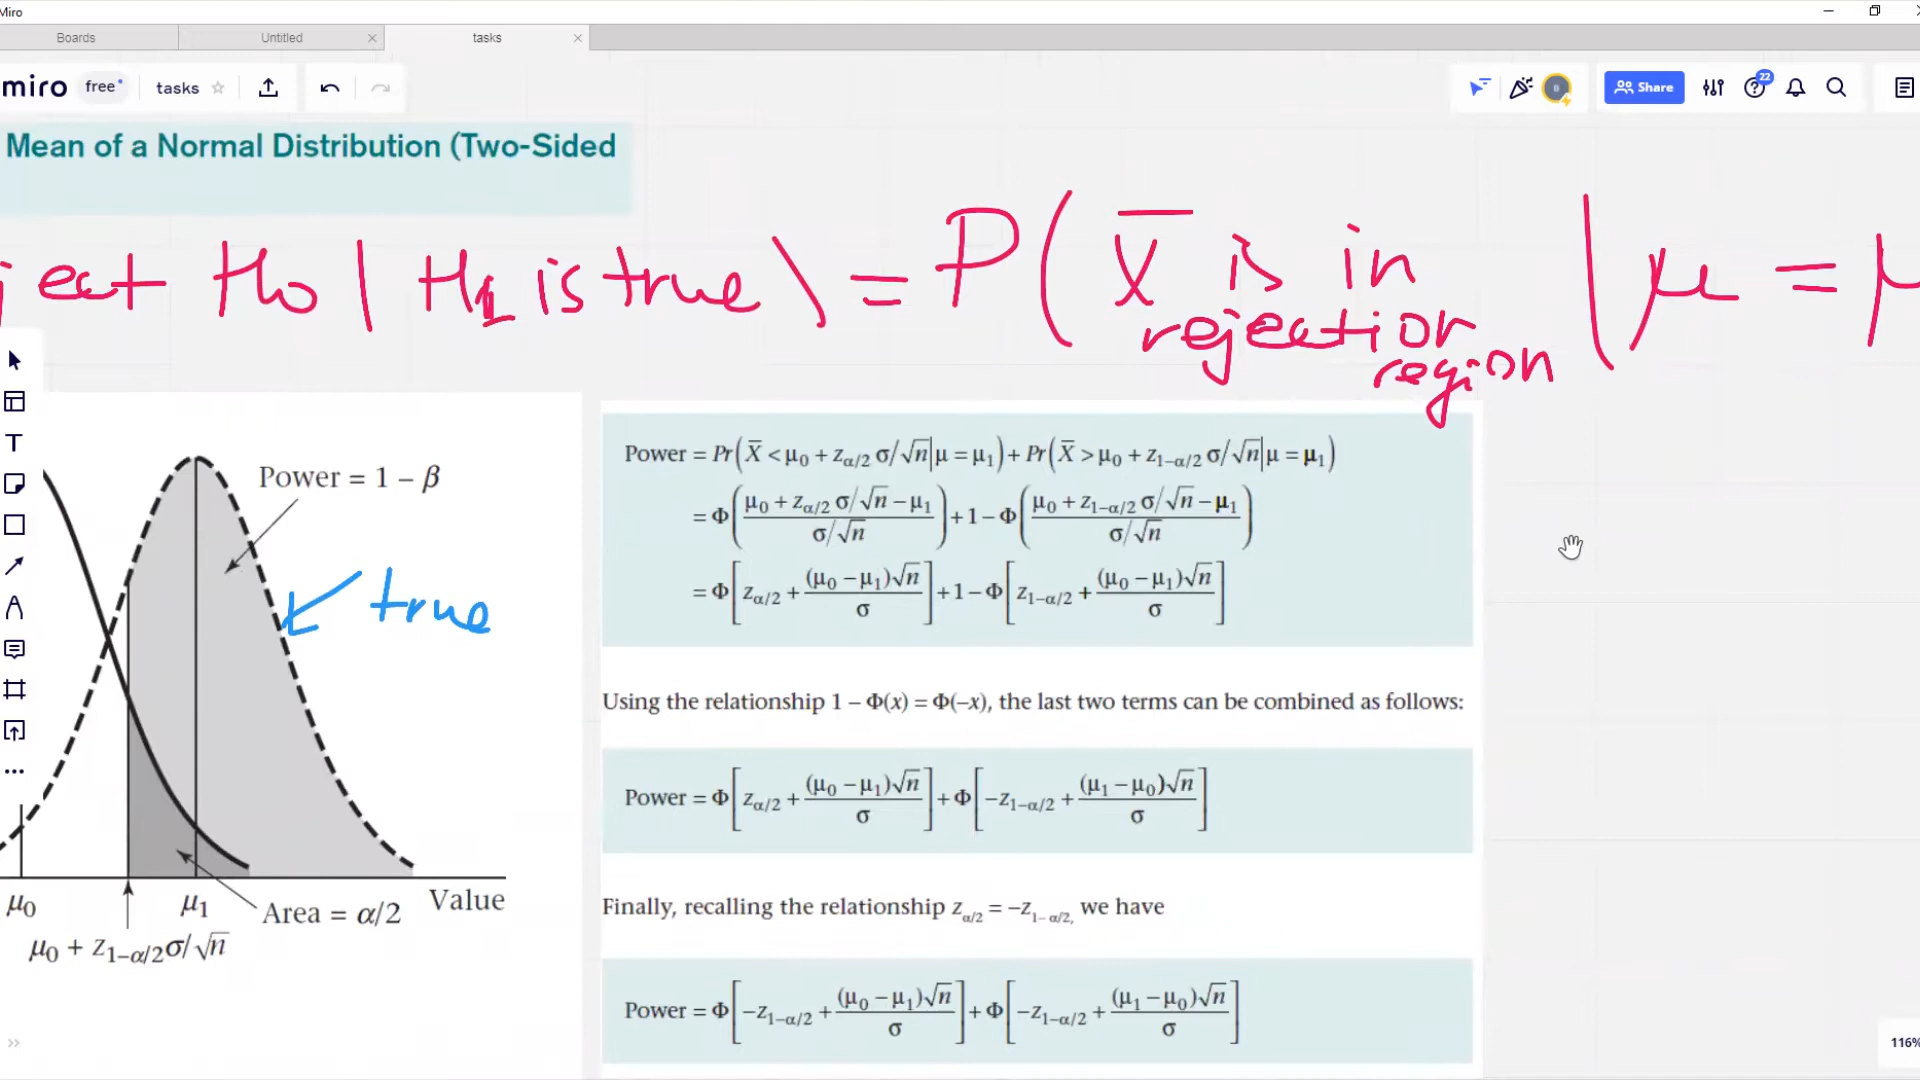 Miro
Boards Untitled tasks
miro free tasks Share 22
Mean of a Normal Distribution (Two-Sided
ject H0 | H1 is true) = P( X̅ is in rejection region | μ = μ
Power = 1 − β
true
μ0 μ1 Value
Area = α/2
μ0 + z1−α/2σ/√n
Power = Pr(X̅ < μ0 + zα/2 σ/√n | μ = μ1) + Pr(X̅ > μ0 + z1−α/2 σ/√n | μ = μ1)
= Φ((μ0 + zα/2 σ/√n − μ1)/(σ/√n)) + 1 − Φ((μ0 + z1−α/2 σ/√n − μ1)/(σ/√n))
= Φ[zα/2 + (μ0 − μ1)√n/σ] + 1 − Φ[z1−α/2 + (μ0 − μ1)√n/σ]
Using the relationship 1 – Φ(x) = Φ(–x), the last two terms can be combined as follows:
Power = Φ[zα/2 + (μ0 − μ1)√n/σ] + Φ[−z1−α/2 + (μ1 − μ0)√n/σ]
Finally, recalling the relationship zα/2 = –z1– α/2, we have
Power = Φ[−z1−α/2 + (μ0 − μ1)√n/σ] + Φ[−z1−α/2 + (μ1 − μ0)√n/σ]
116%